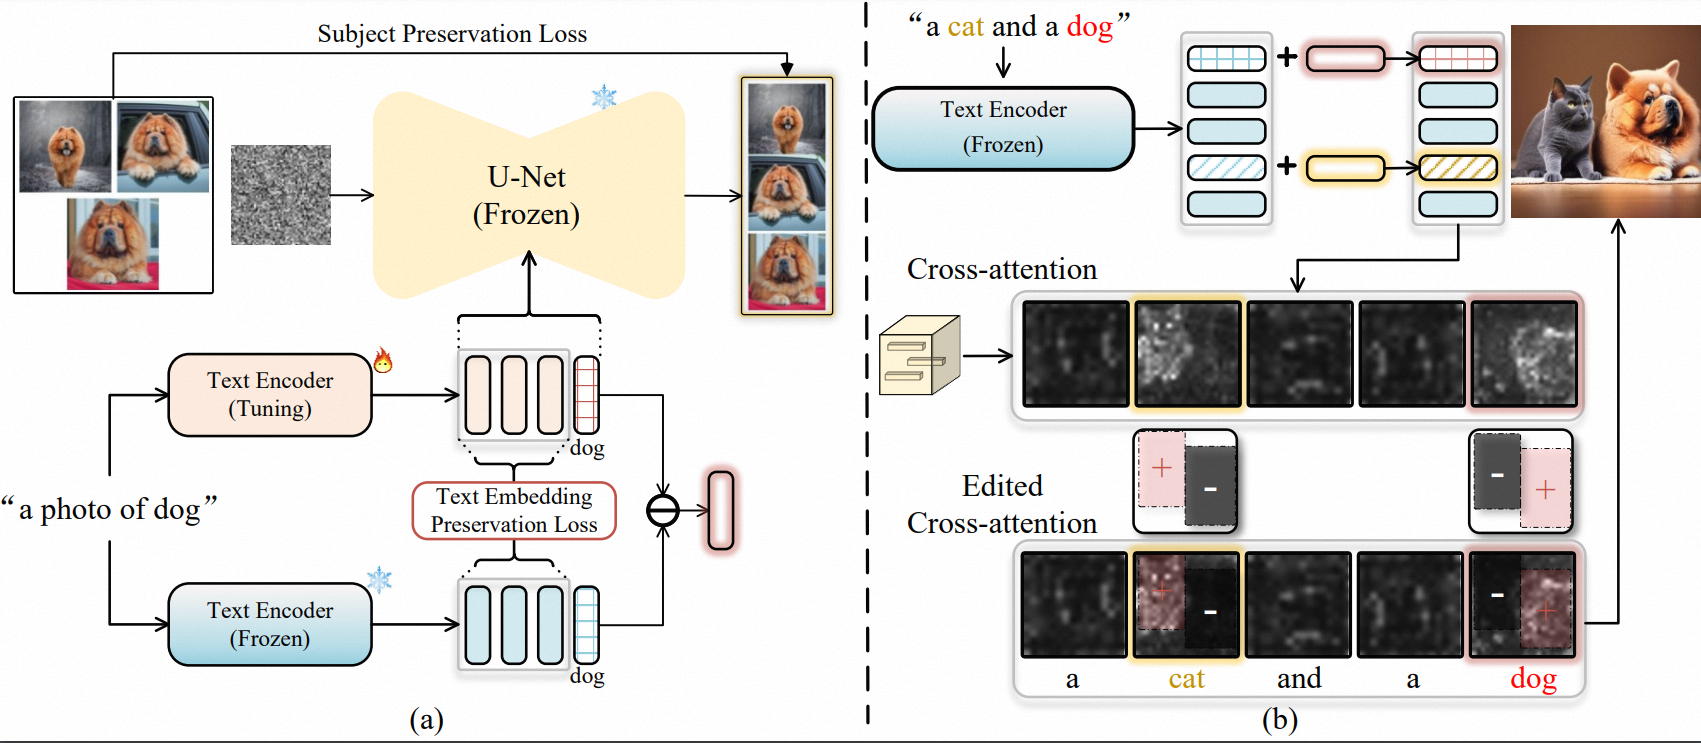 Subject Preservation Loss
U-Net
(Frozen)
Text Encoder
(Tuning)
dog
“a photo of dog”
Text Embedding
Preservation Loss
Text Encoder
(Frozen)
dog
(a)
“a cat and a dog”
Text Encoder
(Frozen)
+
+
Cross-attention
+
-
-
+
Edited
Cross-attention
+
-
-
+
a cat and a dog
(b)